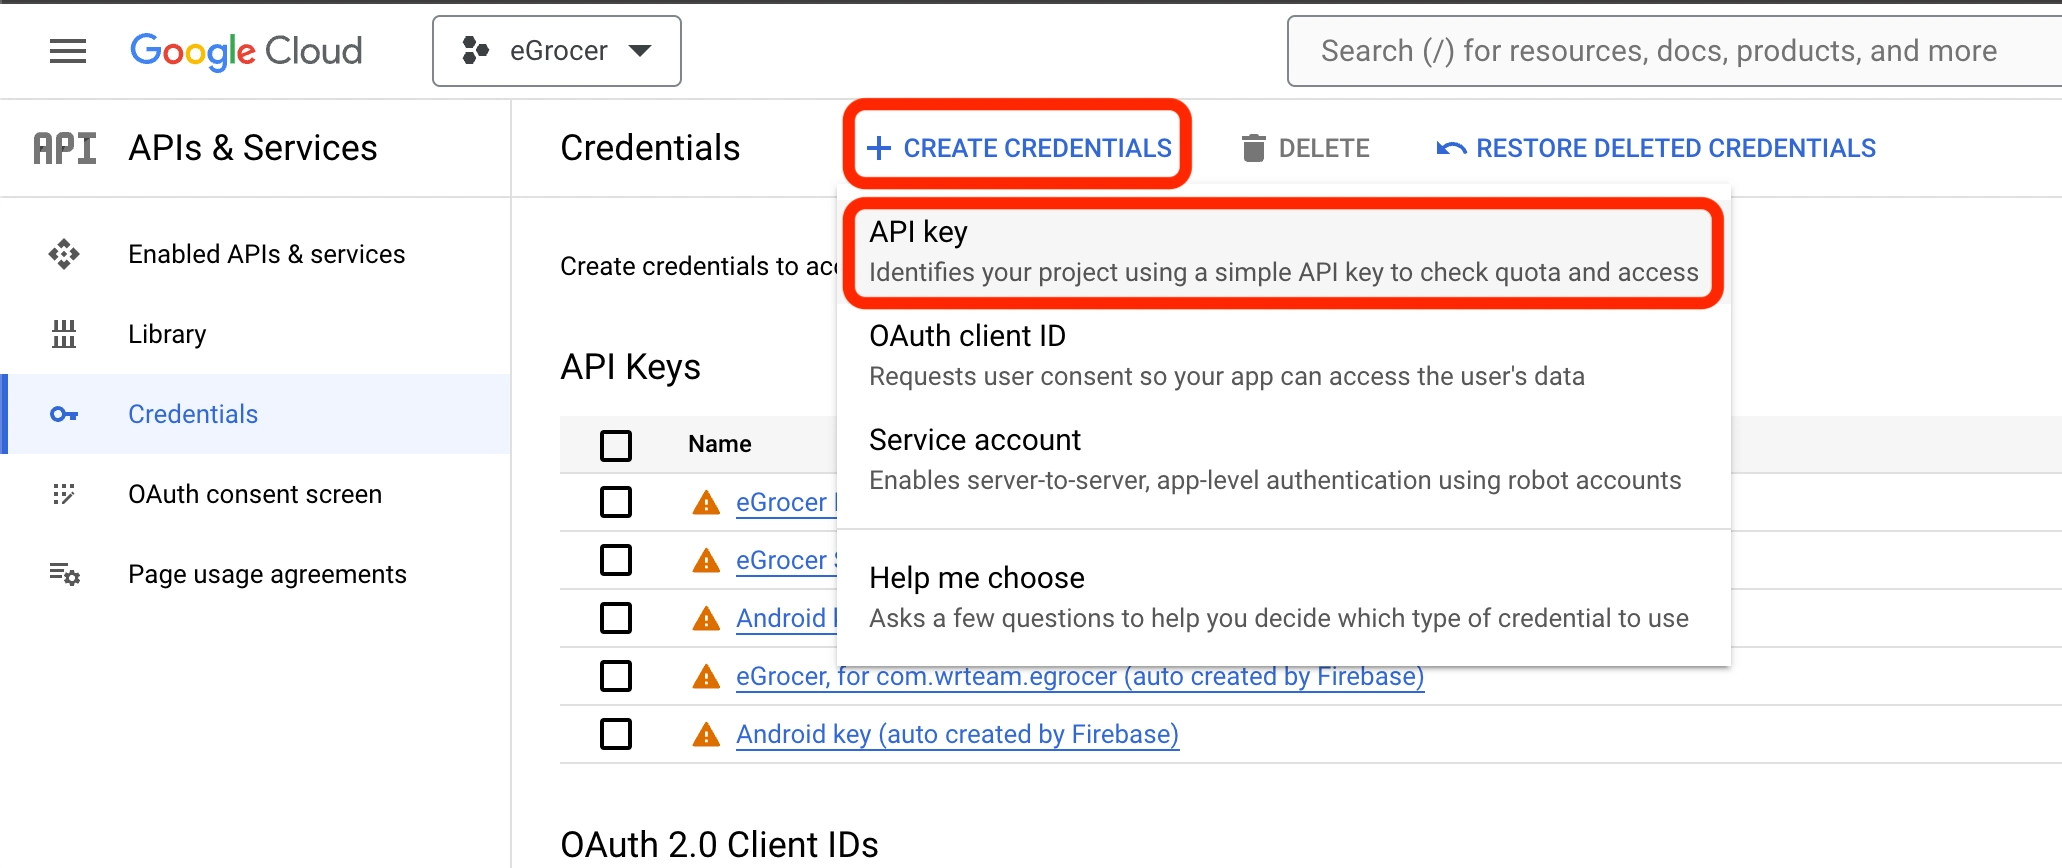 Google Cloud
eGrocer
Search (/) for resources, docs, products, and more
API
APIs & Services
Credentials
+ CREATE CREDENTIALS
DELETE
RESTORE DELETED CREDENTIALS
Enabled APIs & services
Library
Credentials
OAuth consent screen
Page usage agreements
Create credentials to
API key
Identifies your project using a simple API key to check quota and access
OAuth client ID
Requests user consent so your app can access the user's data
Service account
Enables server-to-server, app-level authentication using robot accounts
Help me choose
Asks a few questions to help you decide which type of credential to use
API Keys
Name
eGrocer
eGrocer
Android
eGrocer, for com.wrteam.egrocer (auto created by Firebase)
Android key (auto created by Firebase)
OAuth 2.0 Client IDs